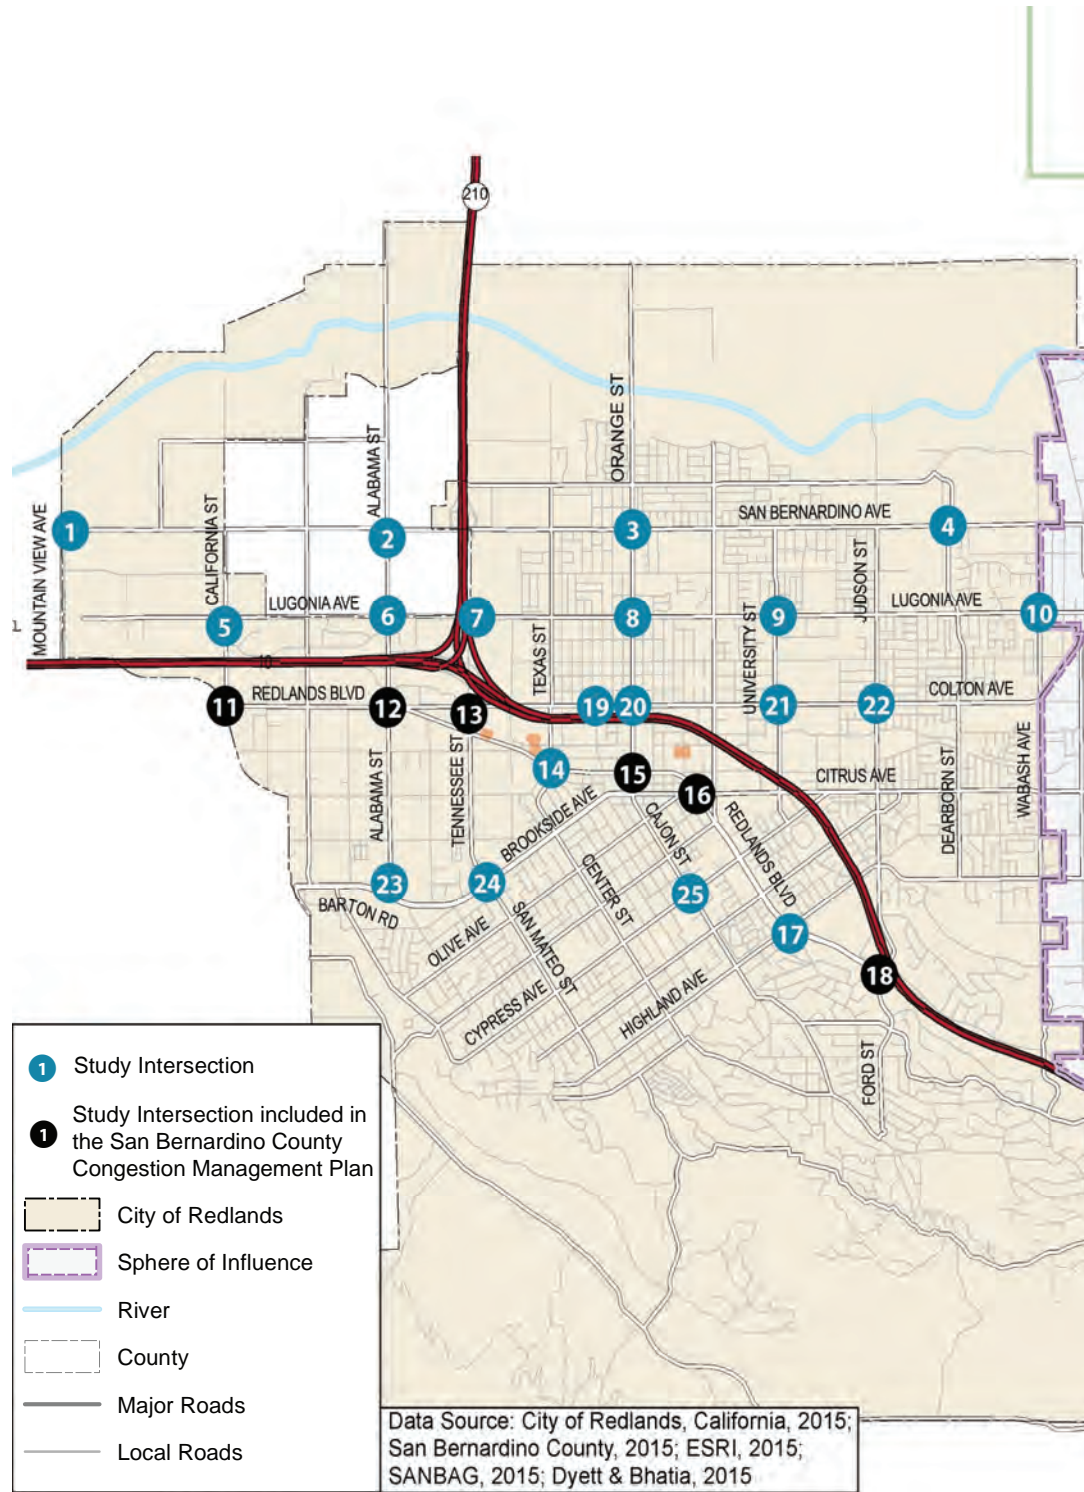 210
ORANGE ST
ALABAMA ST
MOUNTAIN VIEW AVE
CALIFORNIA ST
SAN BERNARDINO AVE
1
2
3
4
JUDSON ST
LUGONIA AVE
LUGONIA AVE
5
6
7
8
9
10
TEXAS ST
UNIVERSITY ST
10
REDLANDS BLVD
COLTON AVE
11
12
13
19
20
21
22
TENNESSEE ST
ALABAMA ST
14
15
16
CITRUS AVE
DEARBORN ST
WABASH AVE
BROOKSIDE AVE
CAJON ST
REDLANDS BLVD
CENTER ST
23
24
25
BARTON RD
OLIVE AVE
SAN MATEO ST
17
18
CYPRESS AVE
HIGHLAND AVE
FORD ST
1 Study Intersection
1 Study Intersection included in
the San Bernardino County
Congestion Management Plan
City of Redlands
Sphere of Influence
River
County
Major Roads
Local Roads
Data Source: City of Redlands, California, 2015;
San Bernardino County, 2015; ESRI, 2015;
SANBAG, 2015; Dyett & Bhatia, 2015